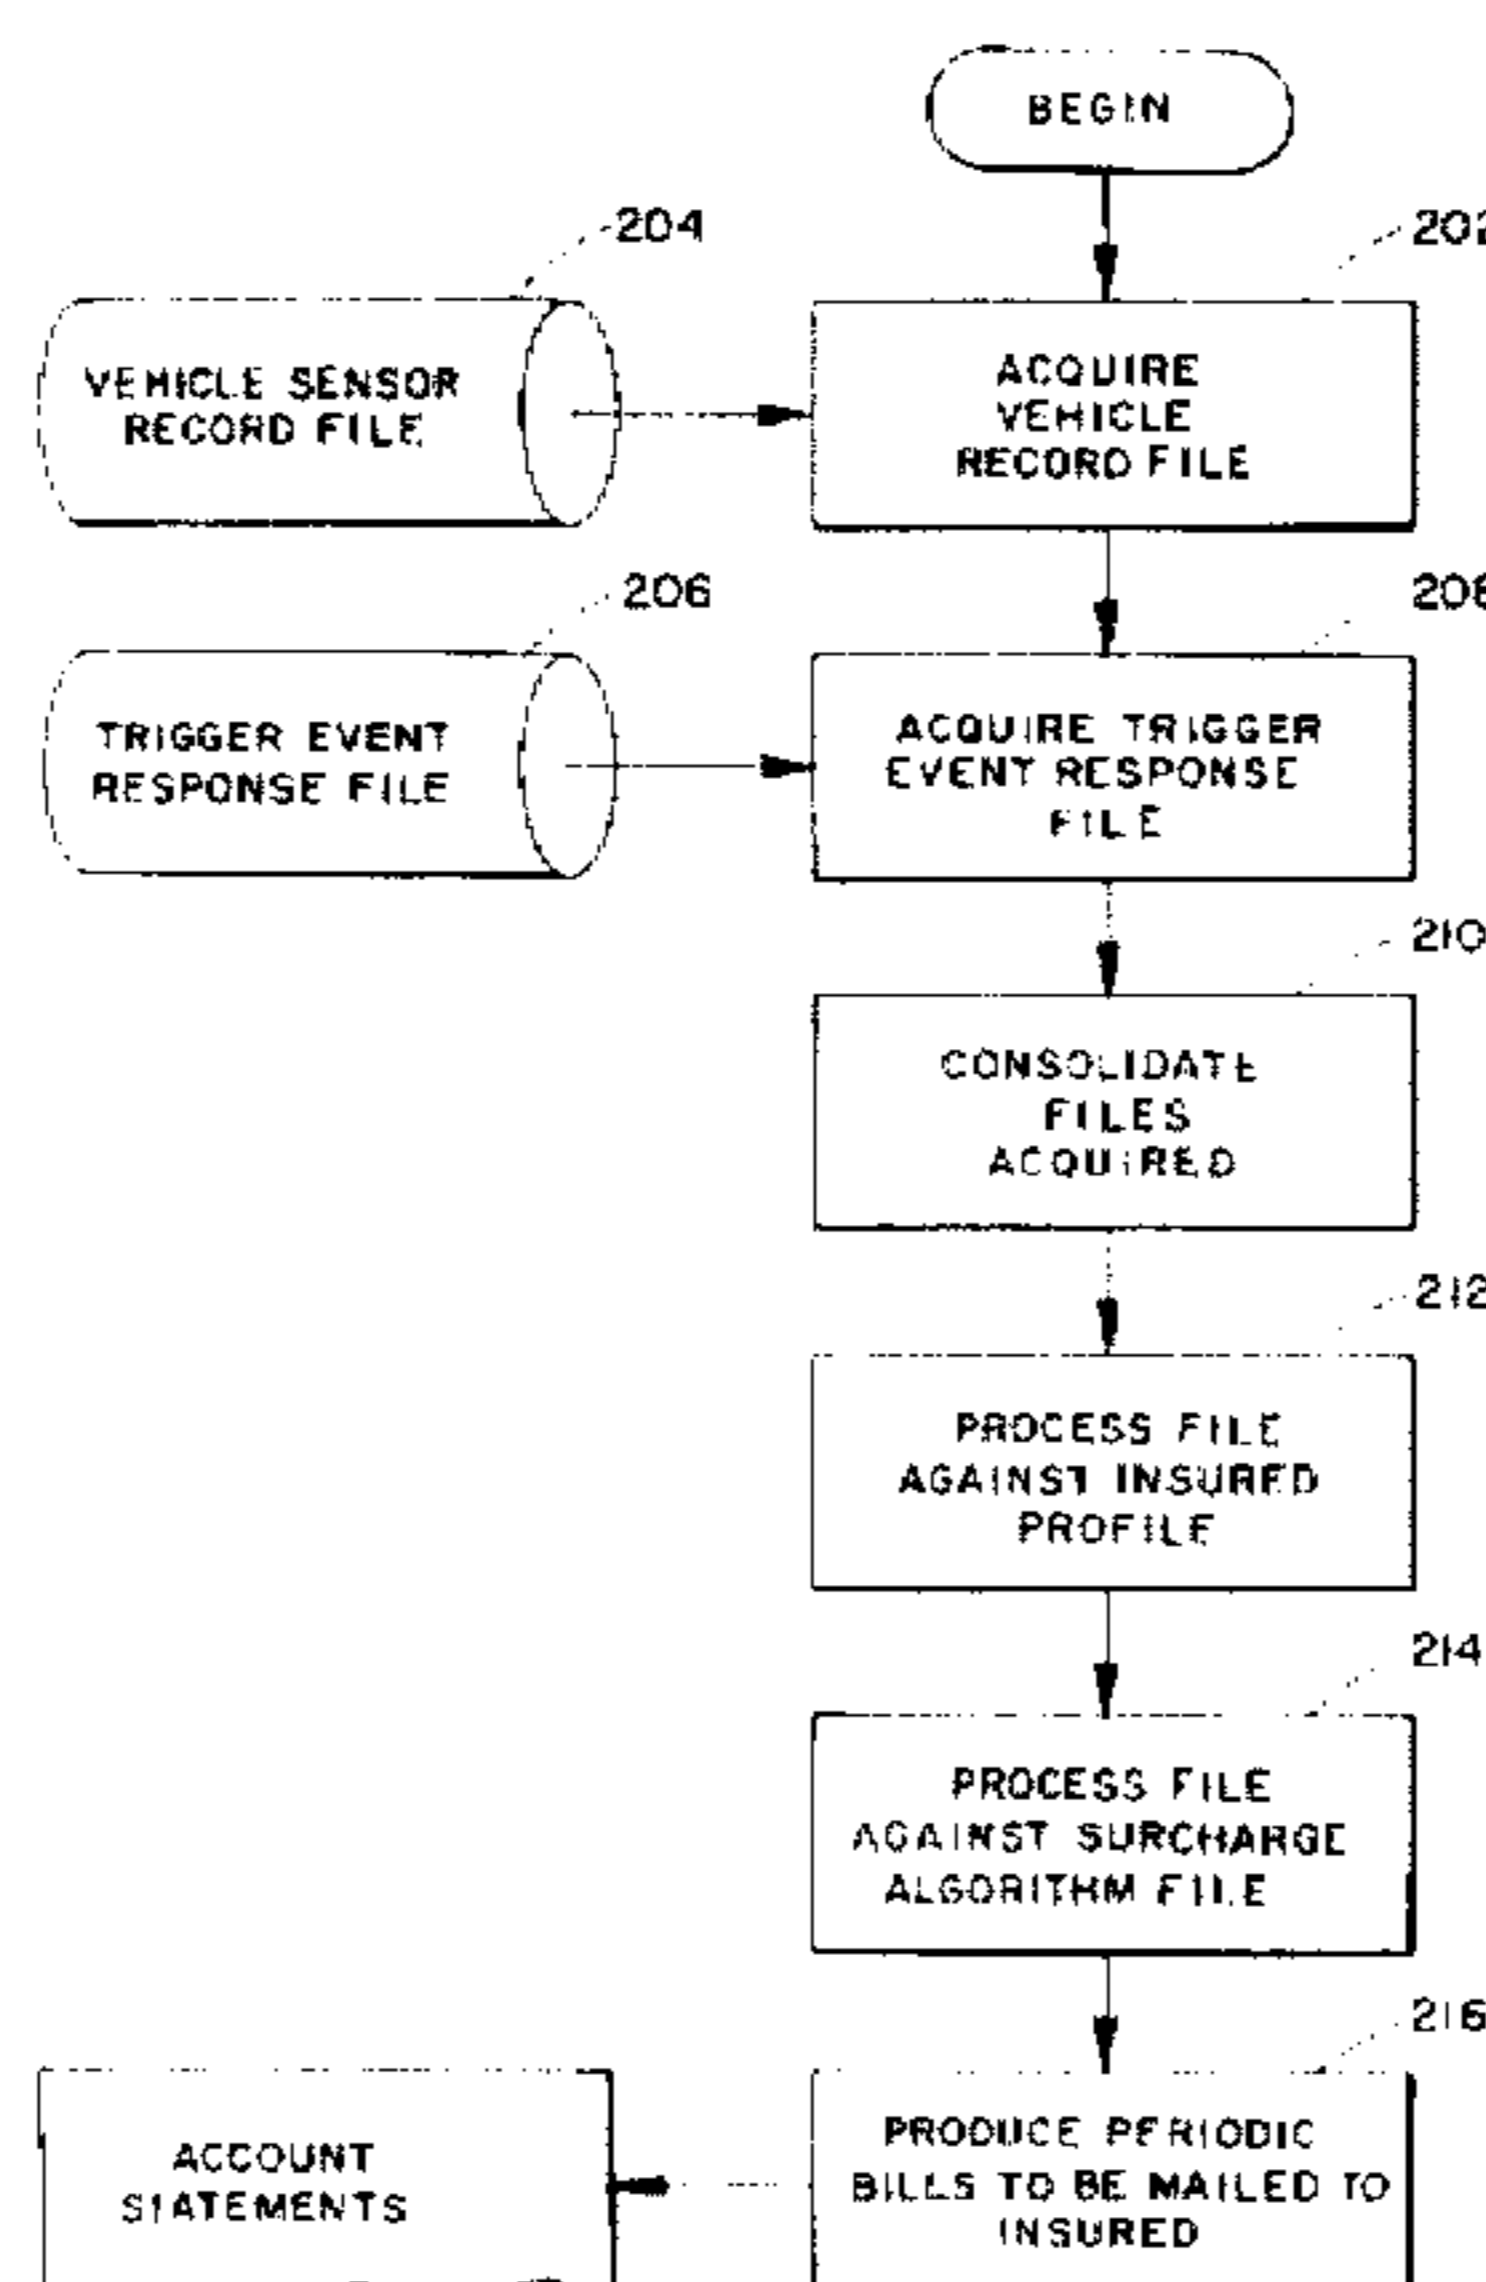 BEGIN
204
202
VEHICLE SENSOR
RECORD FILE
ACQUIRE
VEHICLE
RECORD FILE
206
TRIGGER EVENT
RESPONSE FILE
ACQUIRE TRIGGER
EVENT RESPONSE
FILE
210
CONSOLIDATE
FILES
ACQUIRED
212
PROCESS FILE
AGAINST INSURED
PROFILE
214
PROCESS FILE
AGAINST SURCHARGE
ALGORITHM FILE
216
ACCOUNT
STATEMENTS
PRODUCE PERIODIC
BILLS TO BE MAILED TO
INSURED